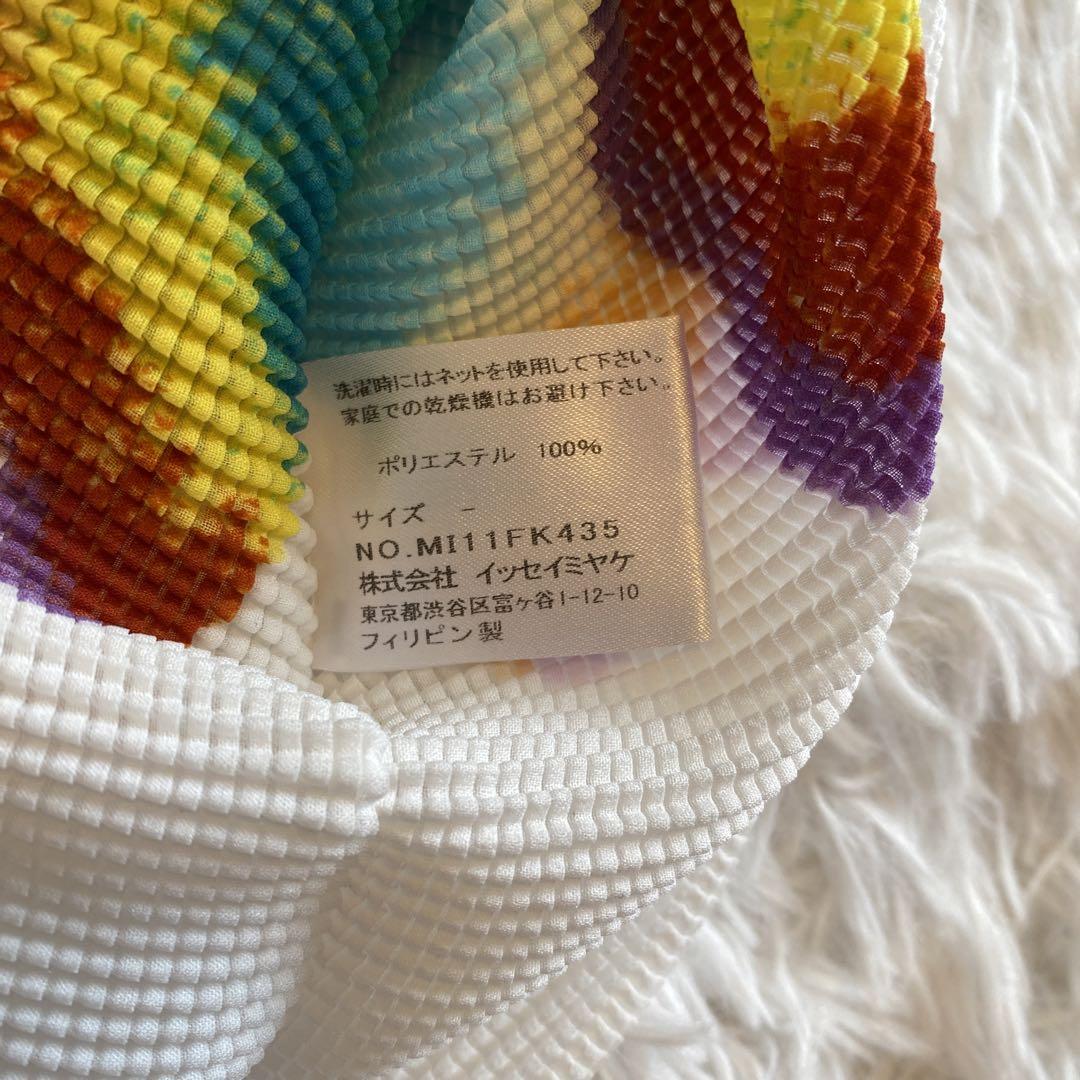 洗濯時にはネットを使用して下さい。
家庭での乾燥機はお避け下さい。
ポリエステル 100%
サイズ -
NO.MI11FK435
株式会社 イッセイミヤケ
東京都渋谷区富ヶ谷1-12-10
フィリピン製